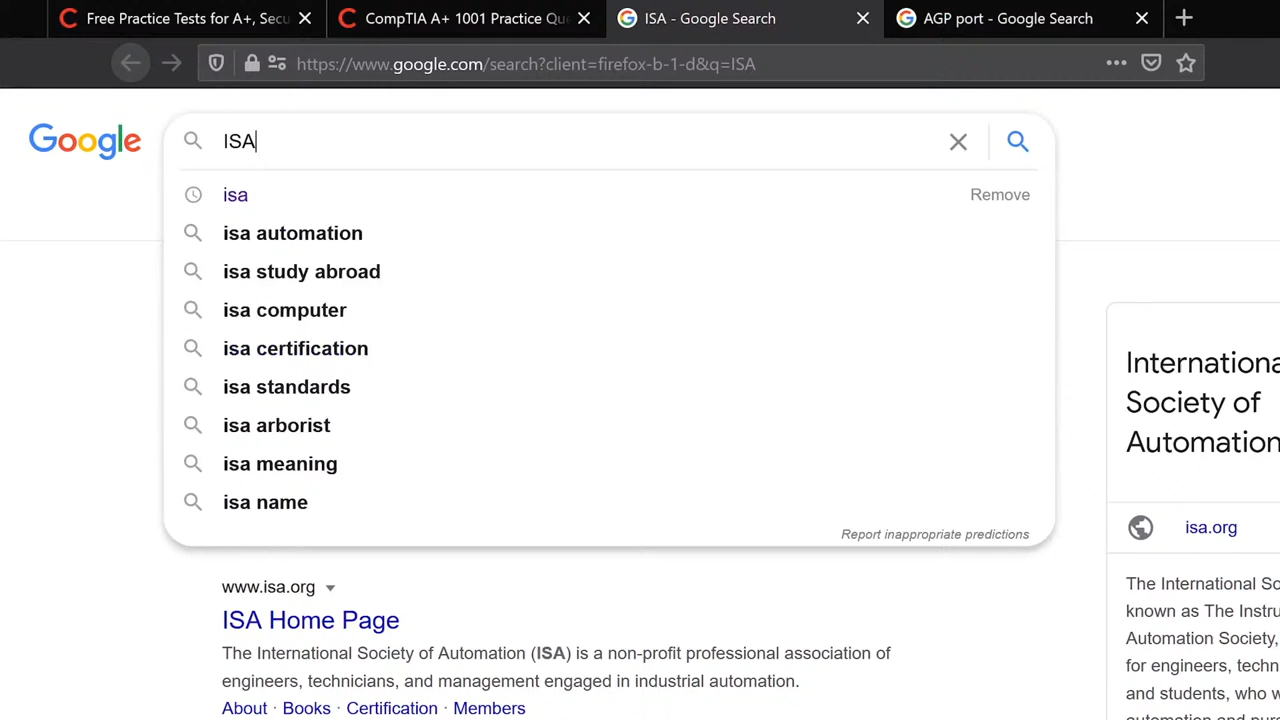 Free Practice Tests for A+, Secu
CompTIA A+ 1001 Practice Qu
ISA - Google Search
AGP port - Google Search
https://www.google.com/search?client=firefox-b-1-d&q=ISA
Google
ISA
isa
Remove
isa automation
isa study abroad
isa computer
isa certification
isa standards
isa arborist
isa meaning
isa name
Report inappropriate predictions
www.isa.org
ISA Home Page
The International Society of Automation (ISA) is a non-profit professional association of
engineers, technicians, and management engaged in industrial automation.
About · Books · Certification · Members
Internationa
Society of
Automation
isa.org
The International So
known as The Instru
Automation Society,
for engineers, techn
and students, who w
automation and purs